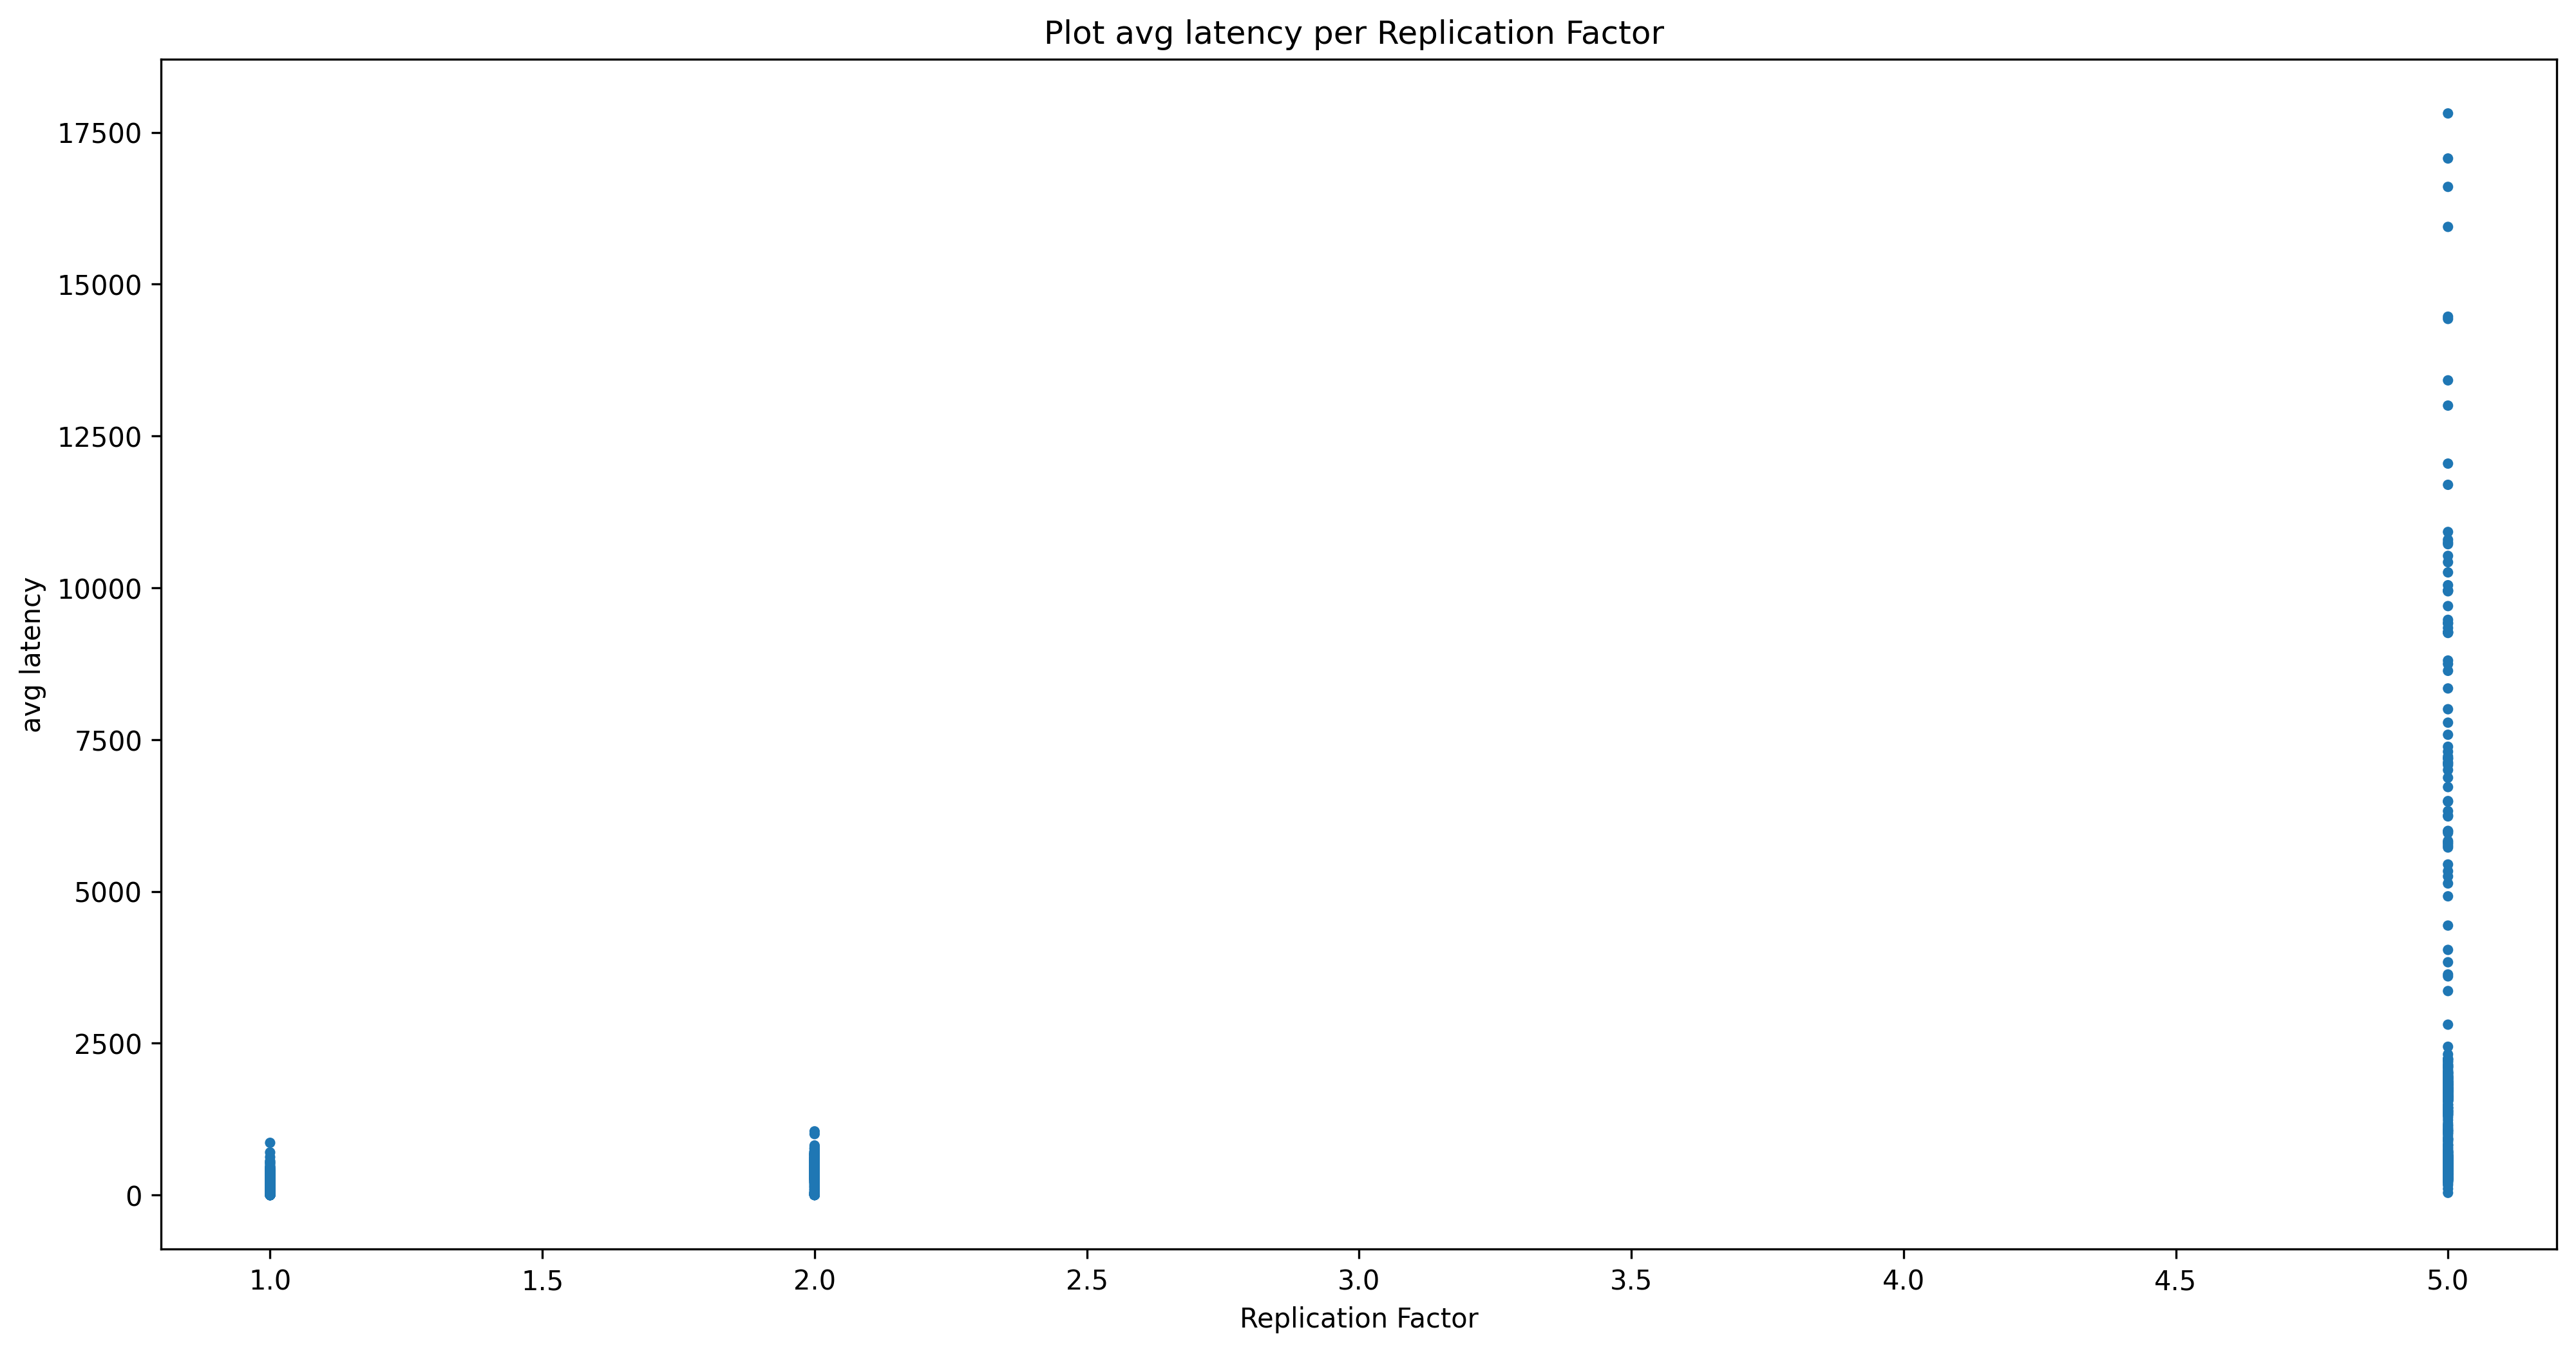 Plot avg latency per Replication Factor
17500
15000
12500
10000
7500
5000
2500
0
avg latency
1.0 1.5 2.0 2.5 3.0 3.5 4.0 4.5 5.0
Replication Factor